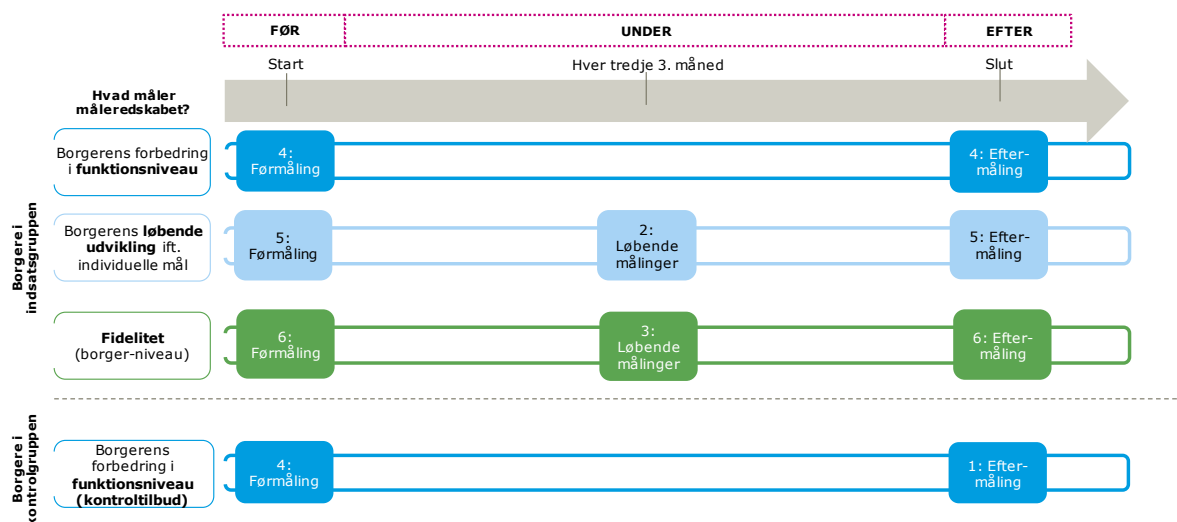 FØR
UNDER
EFTER
Start
Hver tredje 3. måned
Slut
Hvad måler
måleredskabet?
Borgere i
indsatsgruppen
Borgerens forbedring
i funktionsniveau
4:
Førmåling
4: Efter-
måling
Borgerens løbende
udvikling ift.
individuelle mål
5:
Førmåling
2:
Løbende
målinger
5: Efter-
måling
Fidelitet
(borger-niveau)
6:
Førmåling
3:
Løbende
målinger
6: Efter-
måling
Borgere i
kontrolgruppen
Borgerens
forbedring i
funktionsniveau
(kontroltilbud)
4:
Førmåling
1: Efter-
måling